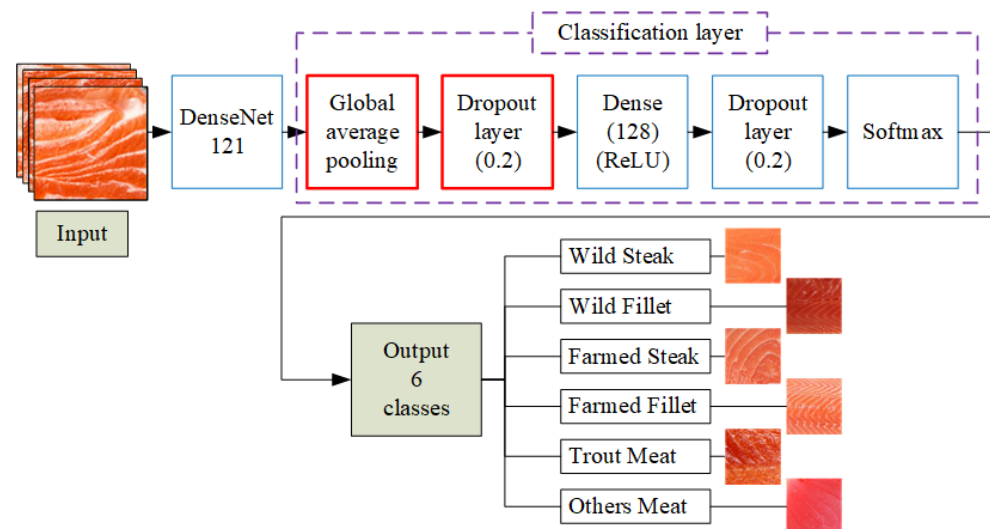 Classification layer
DenseNet
121
Global
average
pooling
Dropout
layer
(0.2)
Dense
(128)
(ReLU)
Dropout
layer
(0.2)
Softmax
Input
Output
6
classes
Wild Steak
Wild Fillet
Farmed Steak
Farmed Fillet
Trout Meat
Others Meat